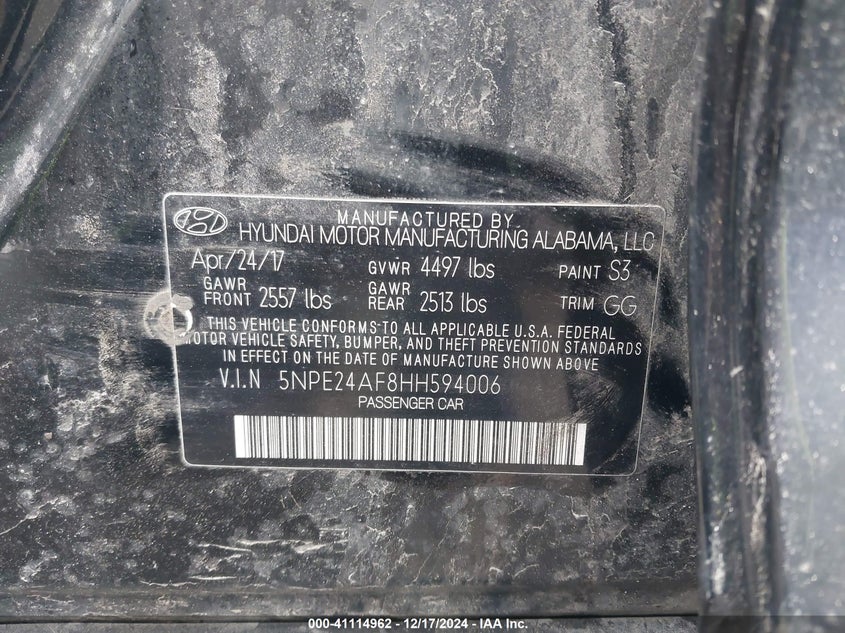 MANUFACTURED BY
HYUNDAI MOTOR MANUFACTURING ALABAMA, LLC
Apr/24/17 GVWR 4497 lbs PAINT S3
GAWR FRONT 2557 lbs GAWR REAR 2513 lbs TRIM GG
THIS VEHICLE CONFORMS TO ALL APPLICABLE U.S.A. FEDERAL
MOTOR VEHICLE SAFETY, BUMPER, AND THEFT PREVENTION STANDARDS
IN EFFECT ON THE DATE OF MANUFACTURE SHOWN ABOVE
V.I.N 5NPE24AF8HH594006
PASSENGER CAR
000-41114962 - 12/17/2024 - IAA Inc.